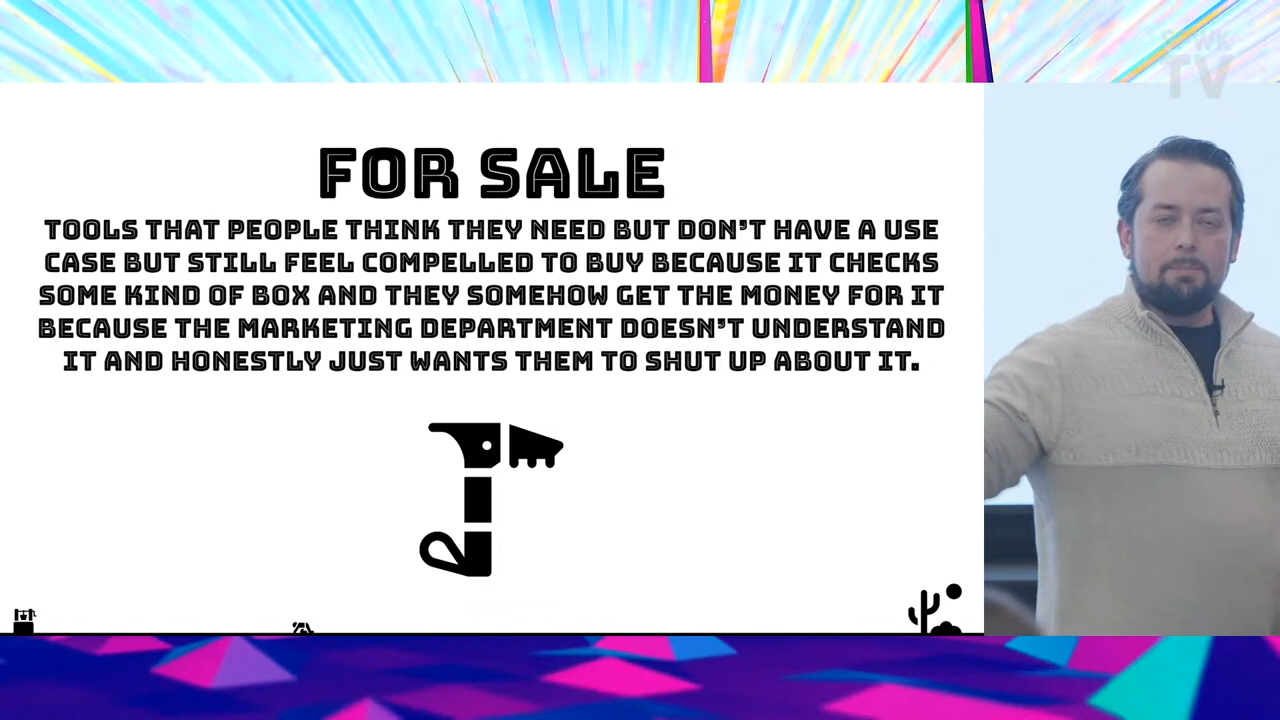 FOR SALE
TOOLS THAT PEOPLE THINK THEY NEED BUT DON'T HAVE A USE
CASE BUT STILL FEEL COMPELLED TO BUY BECAUSE IT CHECKS
SOME KIND OF BOX AND THEY SOMEHOW GET THE MONEY FOR IT
BECAUSE THE MARKETING DEPARTMENT DOESN'T UNDERSTAND
IT AND HONESTLY JUST WANTS THEM TO SHUT UP ABOUT IT.
TV